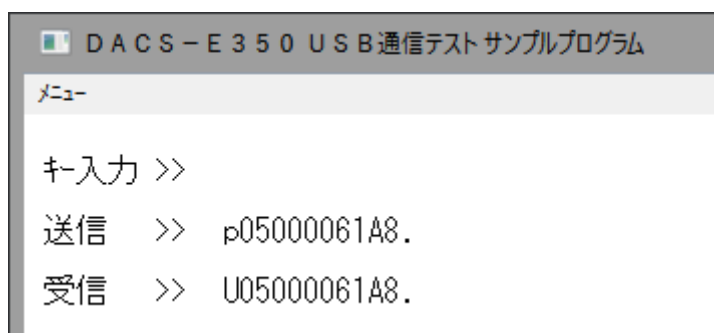 DACS-E350 USB通信テスト サンプルプログラム
メニュー
キー入力 >>
送信 >> p05000061A8.
受信 >> U05000061A8.